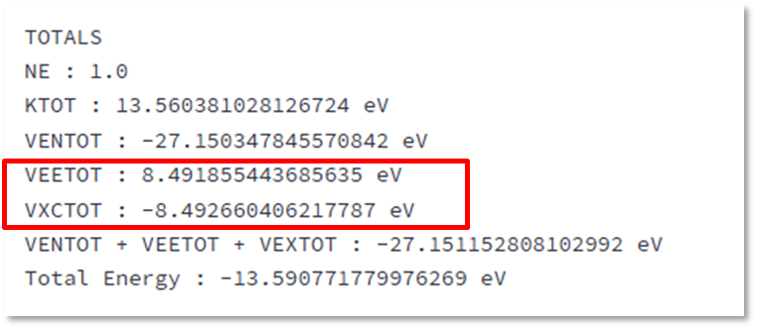 TOTALS
NE : 1.0
KTOT : 13.560381028126724 eV
VENTOT : -27.150347845570842 eV
VEETOT : 8.491855443685635 eV
VXCTOT : -8.492660406217787 eV
VENTOT + VEETOT + VEXTOT : -27.151152808102992 eV
Total Energy : -13.590771779976269 eV